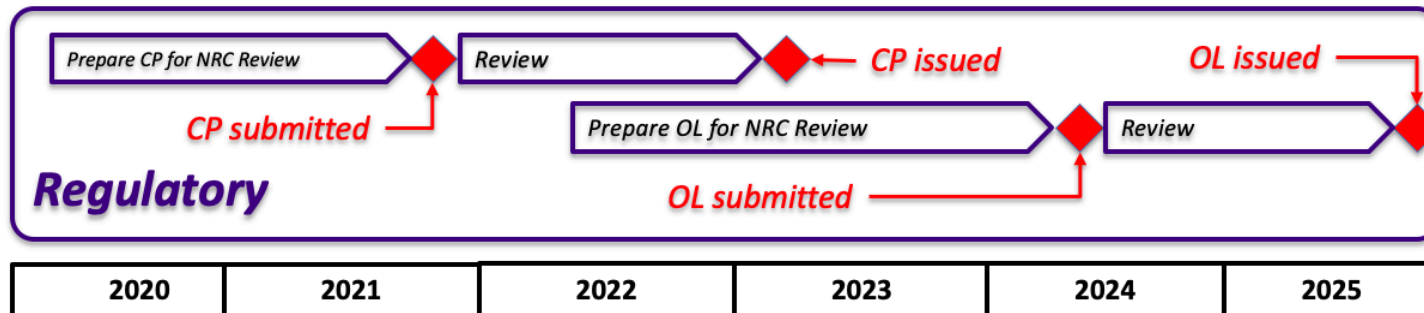 Prepare CP for NRC Review
Review
CP issued
OL issued
CP submitted
Prepare OL for NRC Review
Review
Regulatory
OL submitted
2020 2021 2022 2023 2024 2025